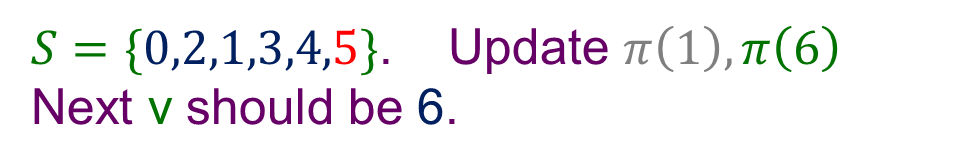 S = {0,2,1,3,4,5}. Update π(1), π(6)
Next v should be 6.